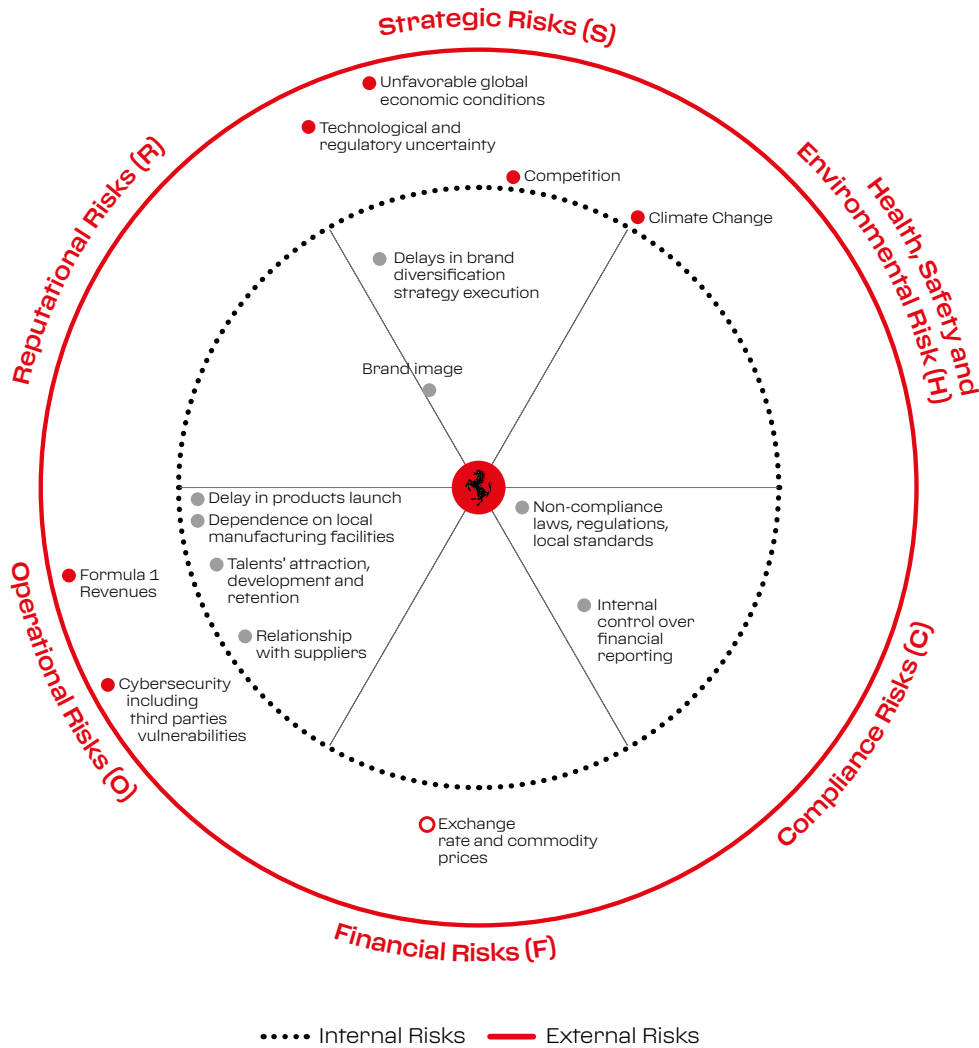 Strategic Risks (S)
Unfavorable global
economic conditions
Technological and
regulatory uncertainty
Competition
Climate Change
Reputational Risks (R)
Health, Safety and
Environmental Risk (H)
Delays in brand
diversification
strategy execution
Brand image
Delay in products launch
Dependence on local
manufacturing facilities
Talents' attraction,
development and
retention
Relationship
with suppliers
Non-compliance
laws, regulations,
local standards
Internal
control over
financial
reporting
Formula 1
Revenues
Cybersecurity
including
third parties
vulnerabilities
Operational Risks (O)
Compliance Risks (C)
Exchange
rate and commodity
prices
Financial Risks (F)
Internal Risks
External Risks